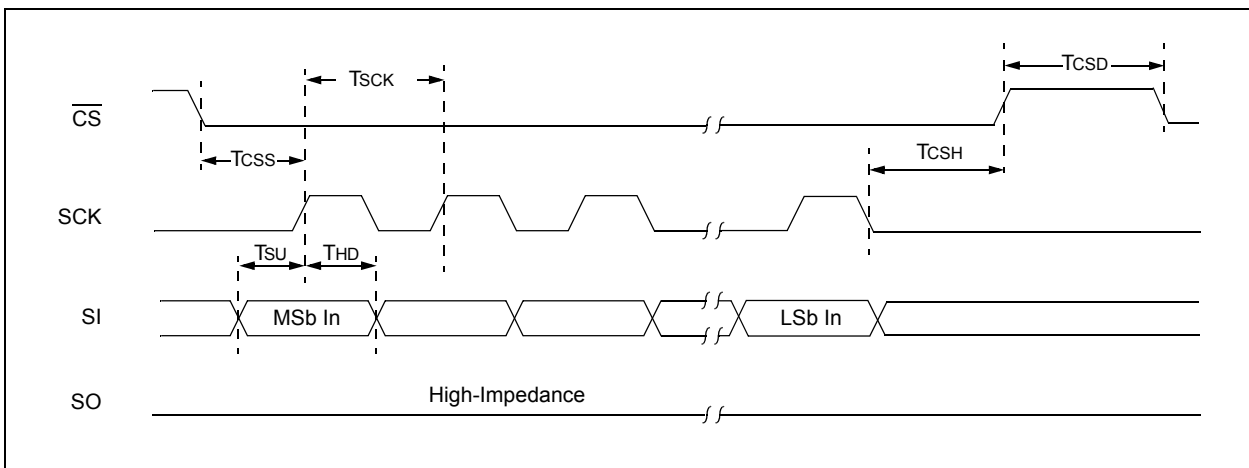 TSCK
TCSD
CS
TCSS
TCSH
SCK
TSU
THD
SI
MSb In
LSb In
High-Impedance
SO